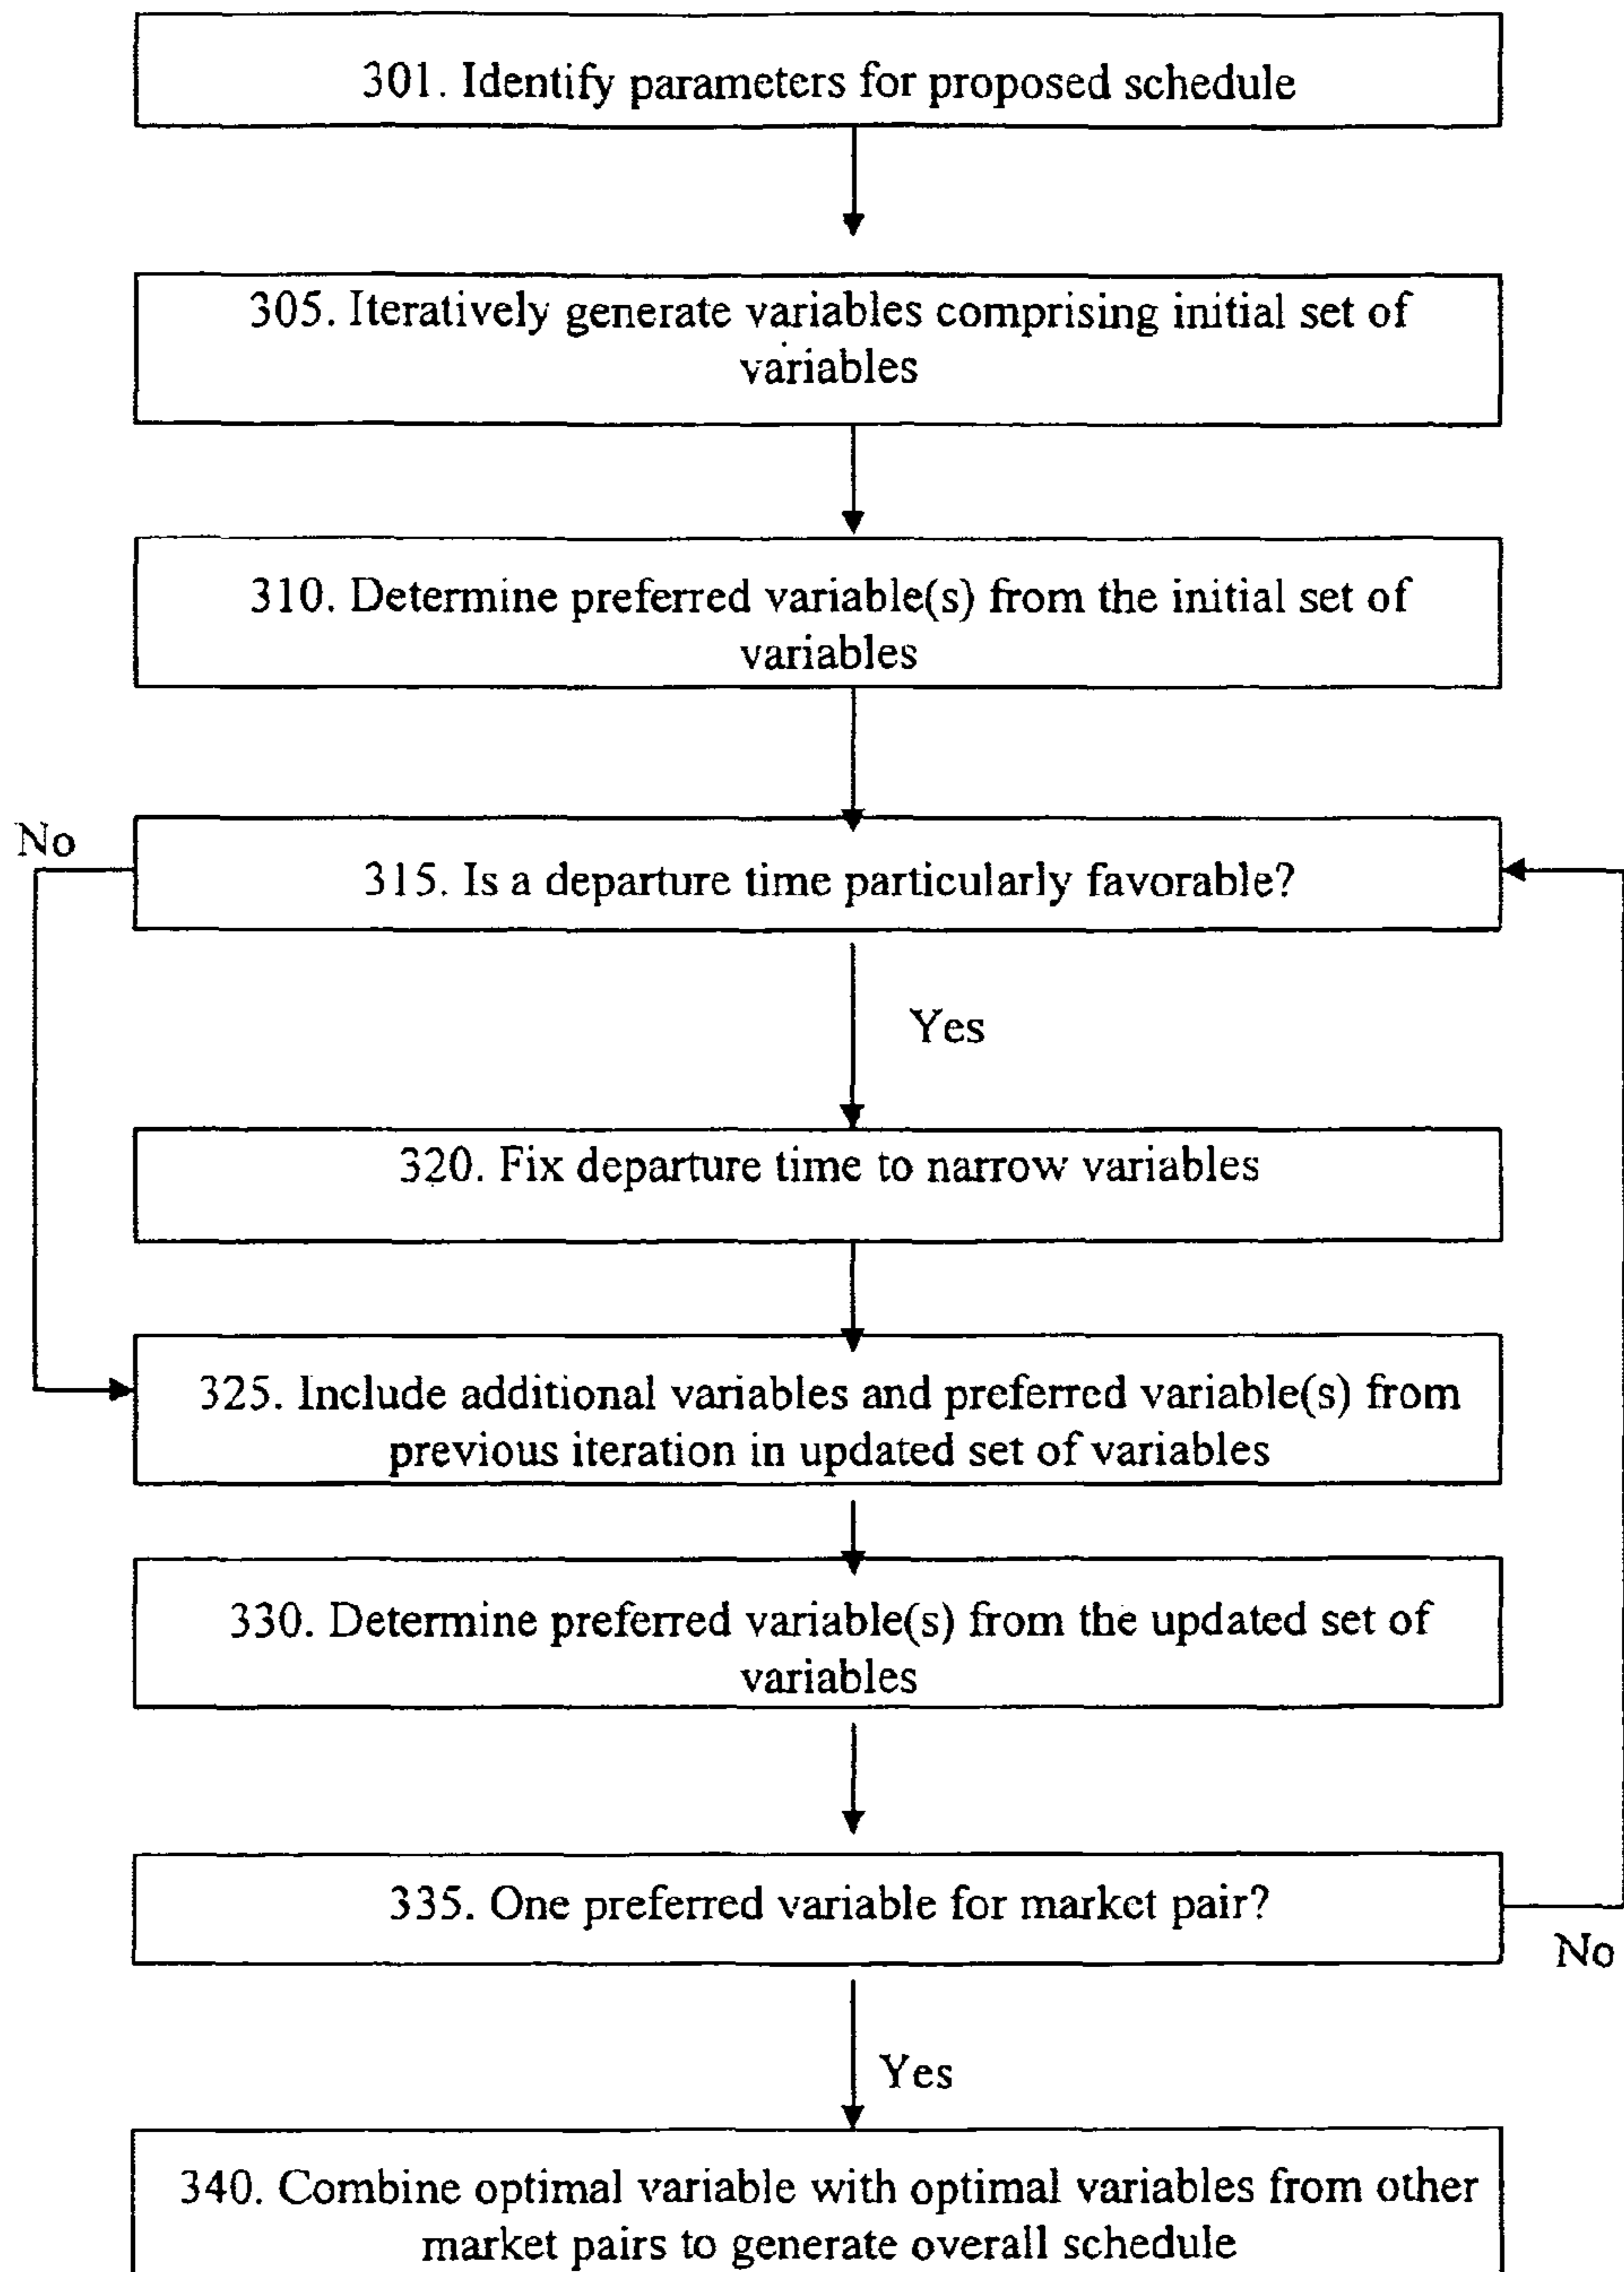 301. Identify parameters for proposed schedule
305. Iteratively generate variables comprising initial set of
variables
310. Determine preferred variable(s) from the initial set of
variables
No
315. Is a departure time particularly favorable?
Yes
320. Fix departure time to narrow variables
325. Include additional variables and preferred variable(s) from
previous iteration in updated set of variables
330. Determine preferred variable(s) from the updated set of
variables
335. One preferred variable for market pair?
No
Yes
340. Combine optimal variable with optimal variables from other
market pairs to generate overall schedule